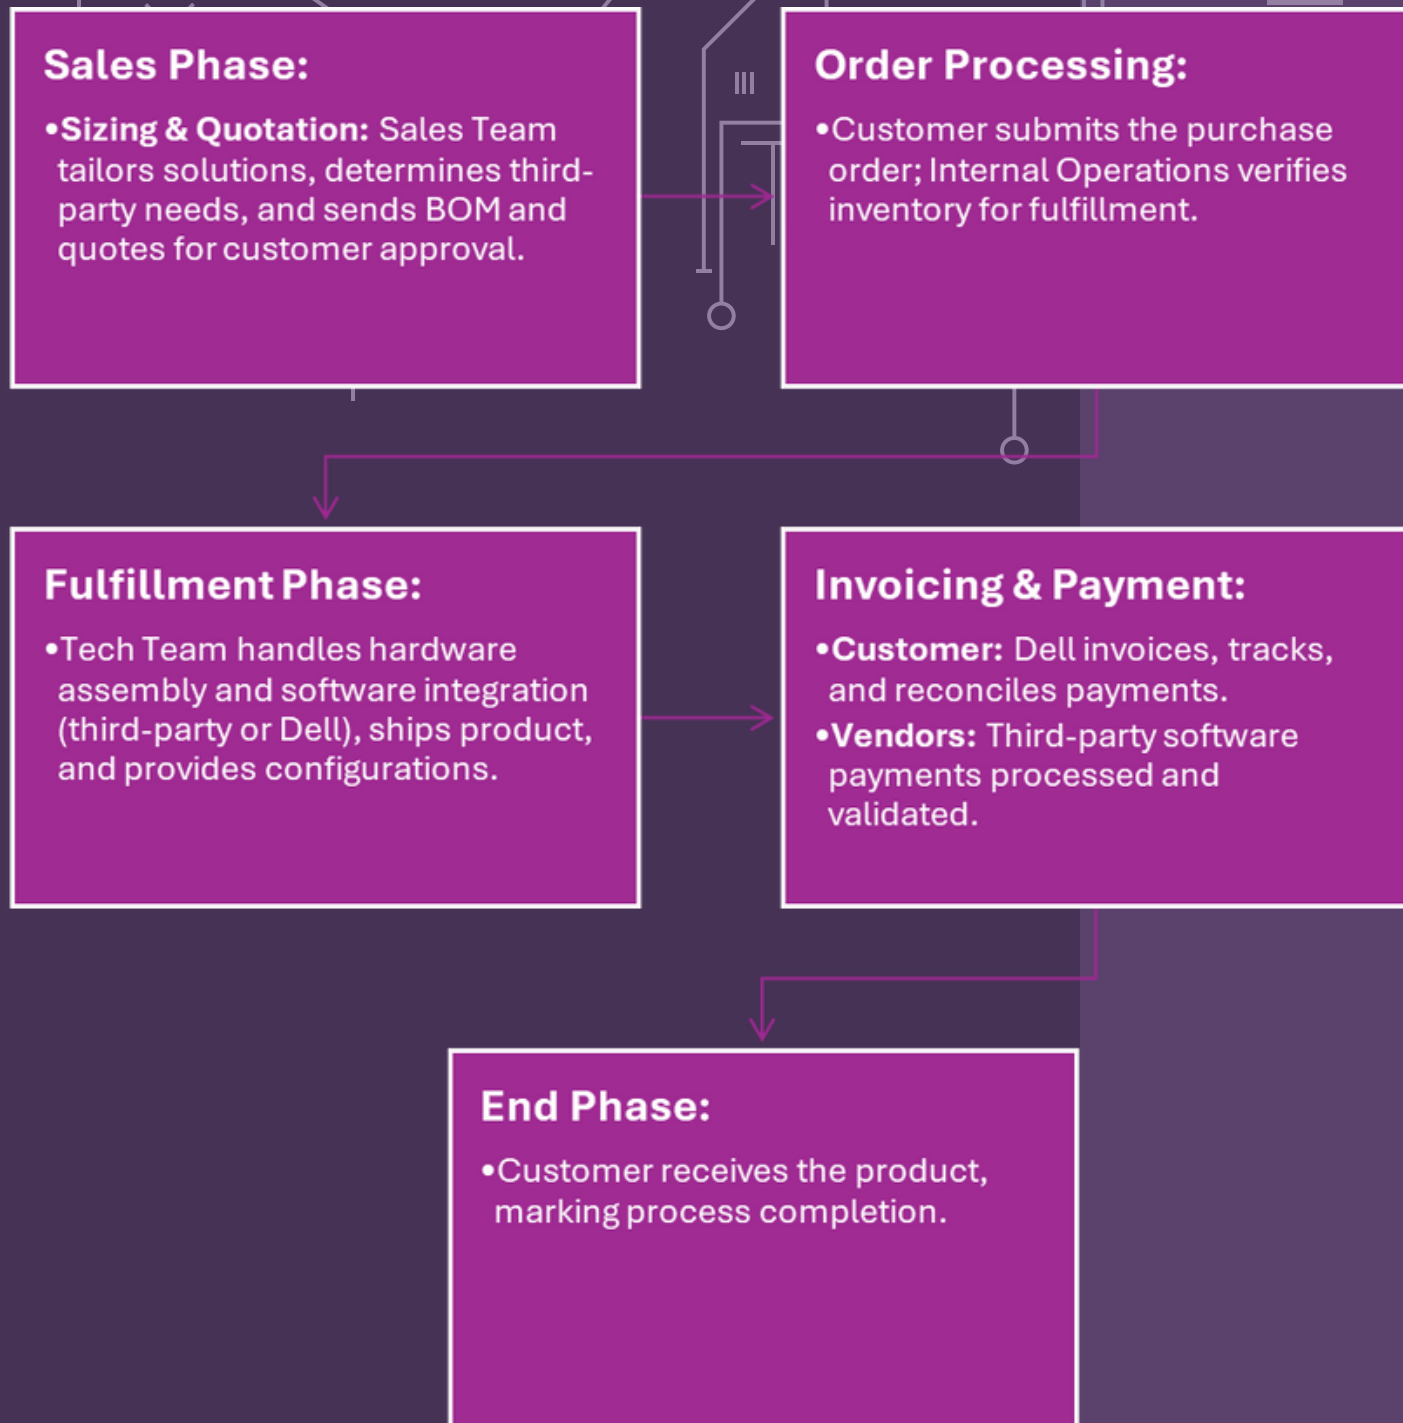 Sales Phase:
•Sizing & Quotation: Sales Team
tailors solutions, determines third-
party needs, and sends BOM and
quotes for customer approval.
Order Processing:
•Customer submits the purchase
order; Internal Operations verifies
inventory for fulfillment.
Fulfillment Phase:
•Tech Team handles hardware
assembly and software integration
(third-party or Dell), ships product,
and provides configurations.
Invoicing & Payment:
•Customer: Dell invoices, tracks,
and reconciles payments.
•Vendors: Third-party software
payments processed and
validated.
End Phase:
•Customer receives the product,
marking process completion.